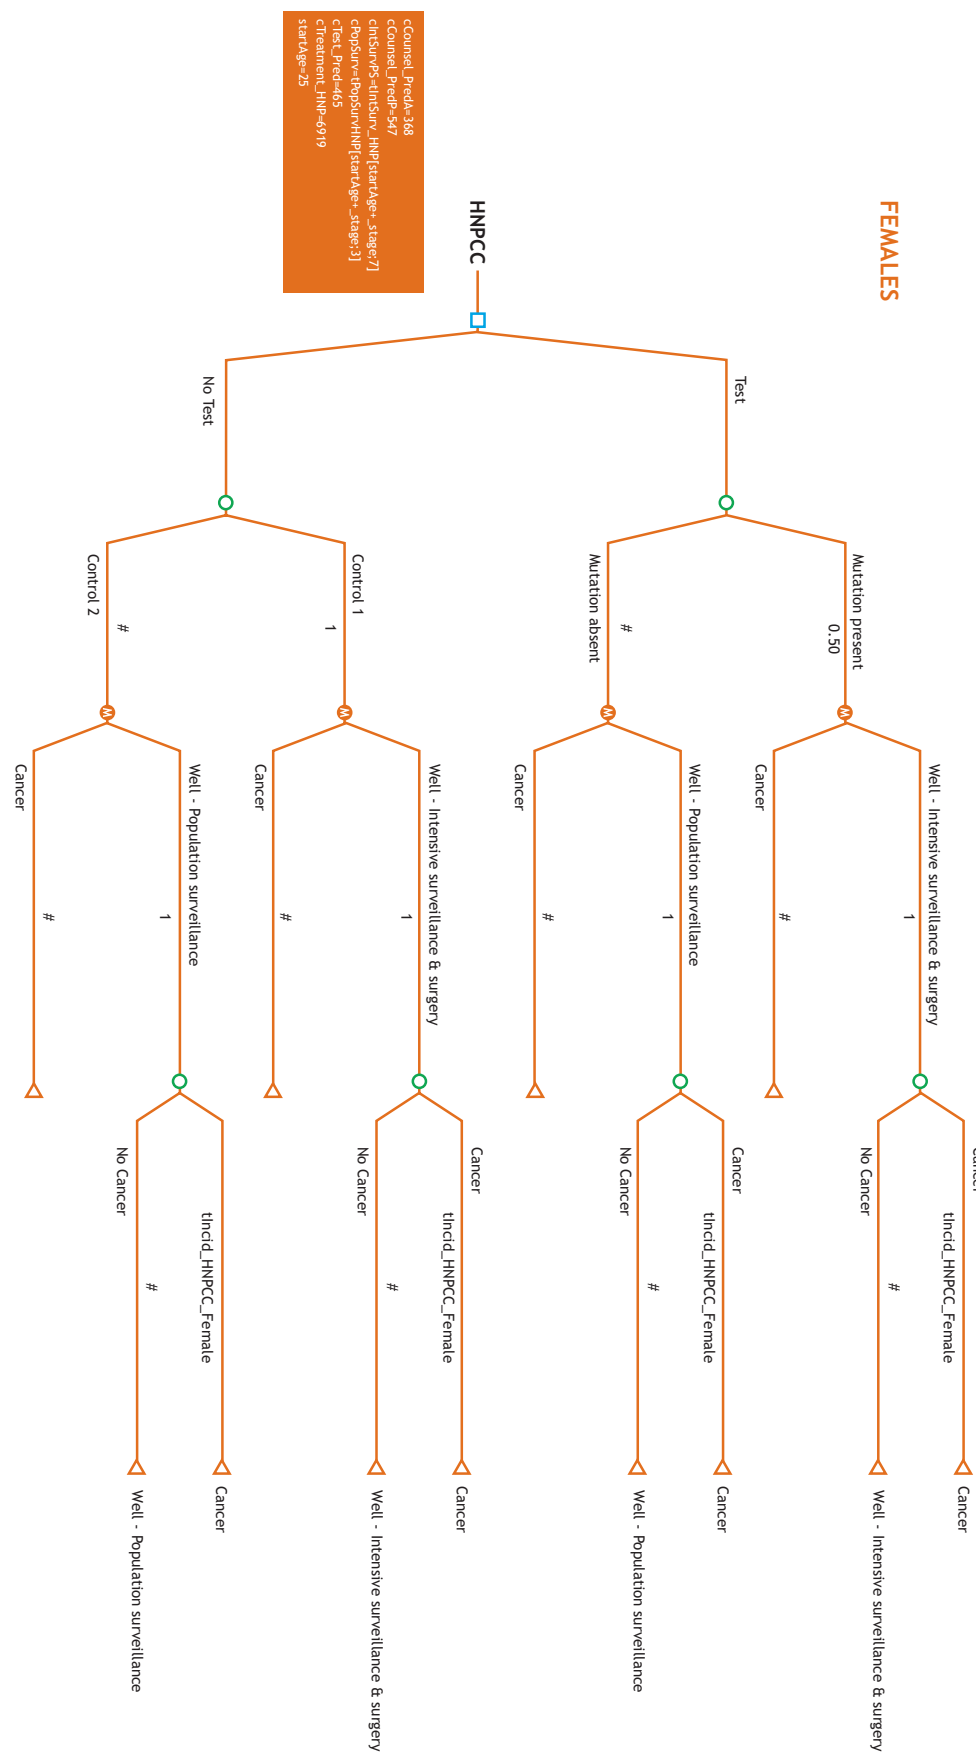 FEMALES
HNPCC
cCounsel_PredA=368
cCounsel_PredP=547
cIntSurvPS=tIntSurv_HNP[startAge+_stage;7]
cPopSurv=tPopSurvHNP[startAge+_stage;3]
cTest_Pred=465
cTreatment_HNP=6919
startAge=25
Test
Mutation present
0.50
Well - Intensive surveillance & surgery
1
Cancer
tIncid_HNPCC_Female
Cancer
No Cancer
#
Well - Intensive surveillance & surgery
Cancer
#
Mutation absent
#
Well - Population surveillance
1
Cancer
tIncid_HNPCC_Female
Cancer
No Cancer
#
Well - Population surveillance
Cancer
#
No Test
Control 1
1
Well - Intensive surveillance & surgery
1
Cancer
tIncid_HNPCC_Female
Cancer
No Cancer
#
Well - Intensive surveillance & surgery
Cancer
#
Control 2
#
Well - Population surveillance
1
tIncid_HNPCC_Female
Cancer
No Cancer
#
Well - Population surveillance
Cancer
#